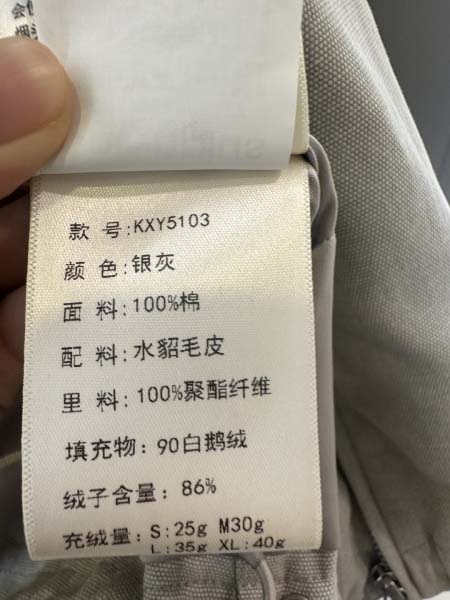 款 号:KXY5103
颜 色:银灰
面 料:100%棉
配 料:水貂毛皮
里 料:100%聚酯纤维
填充物: 90白鹅绒
绒子含量: 86%
充绒量: S:25g M30g
L:35g XL:40g